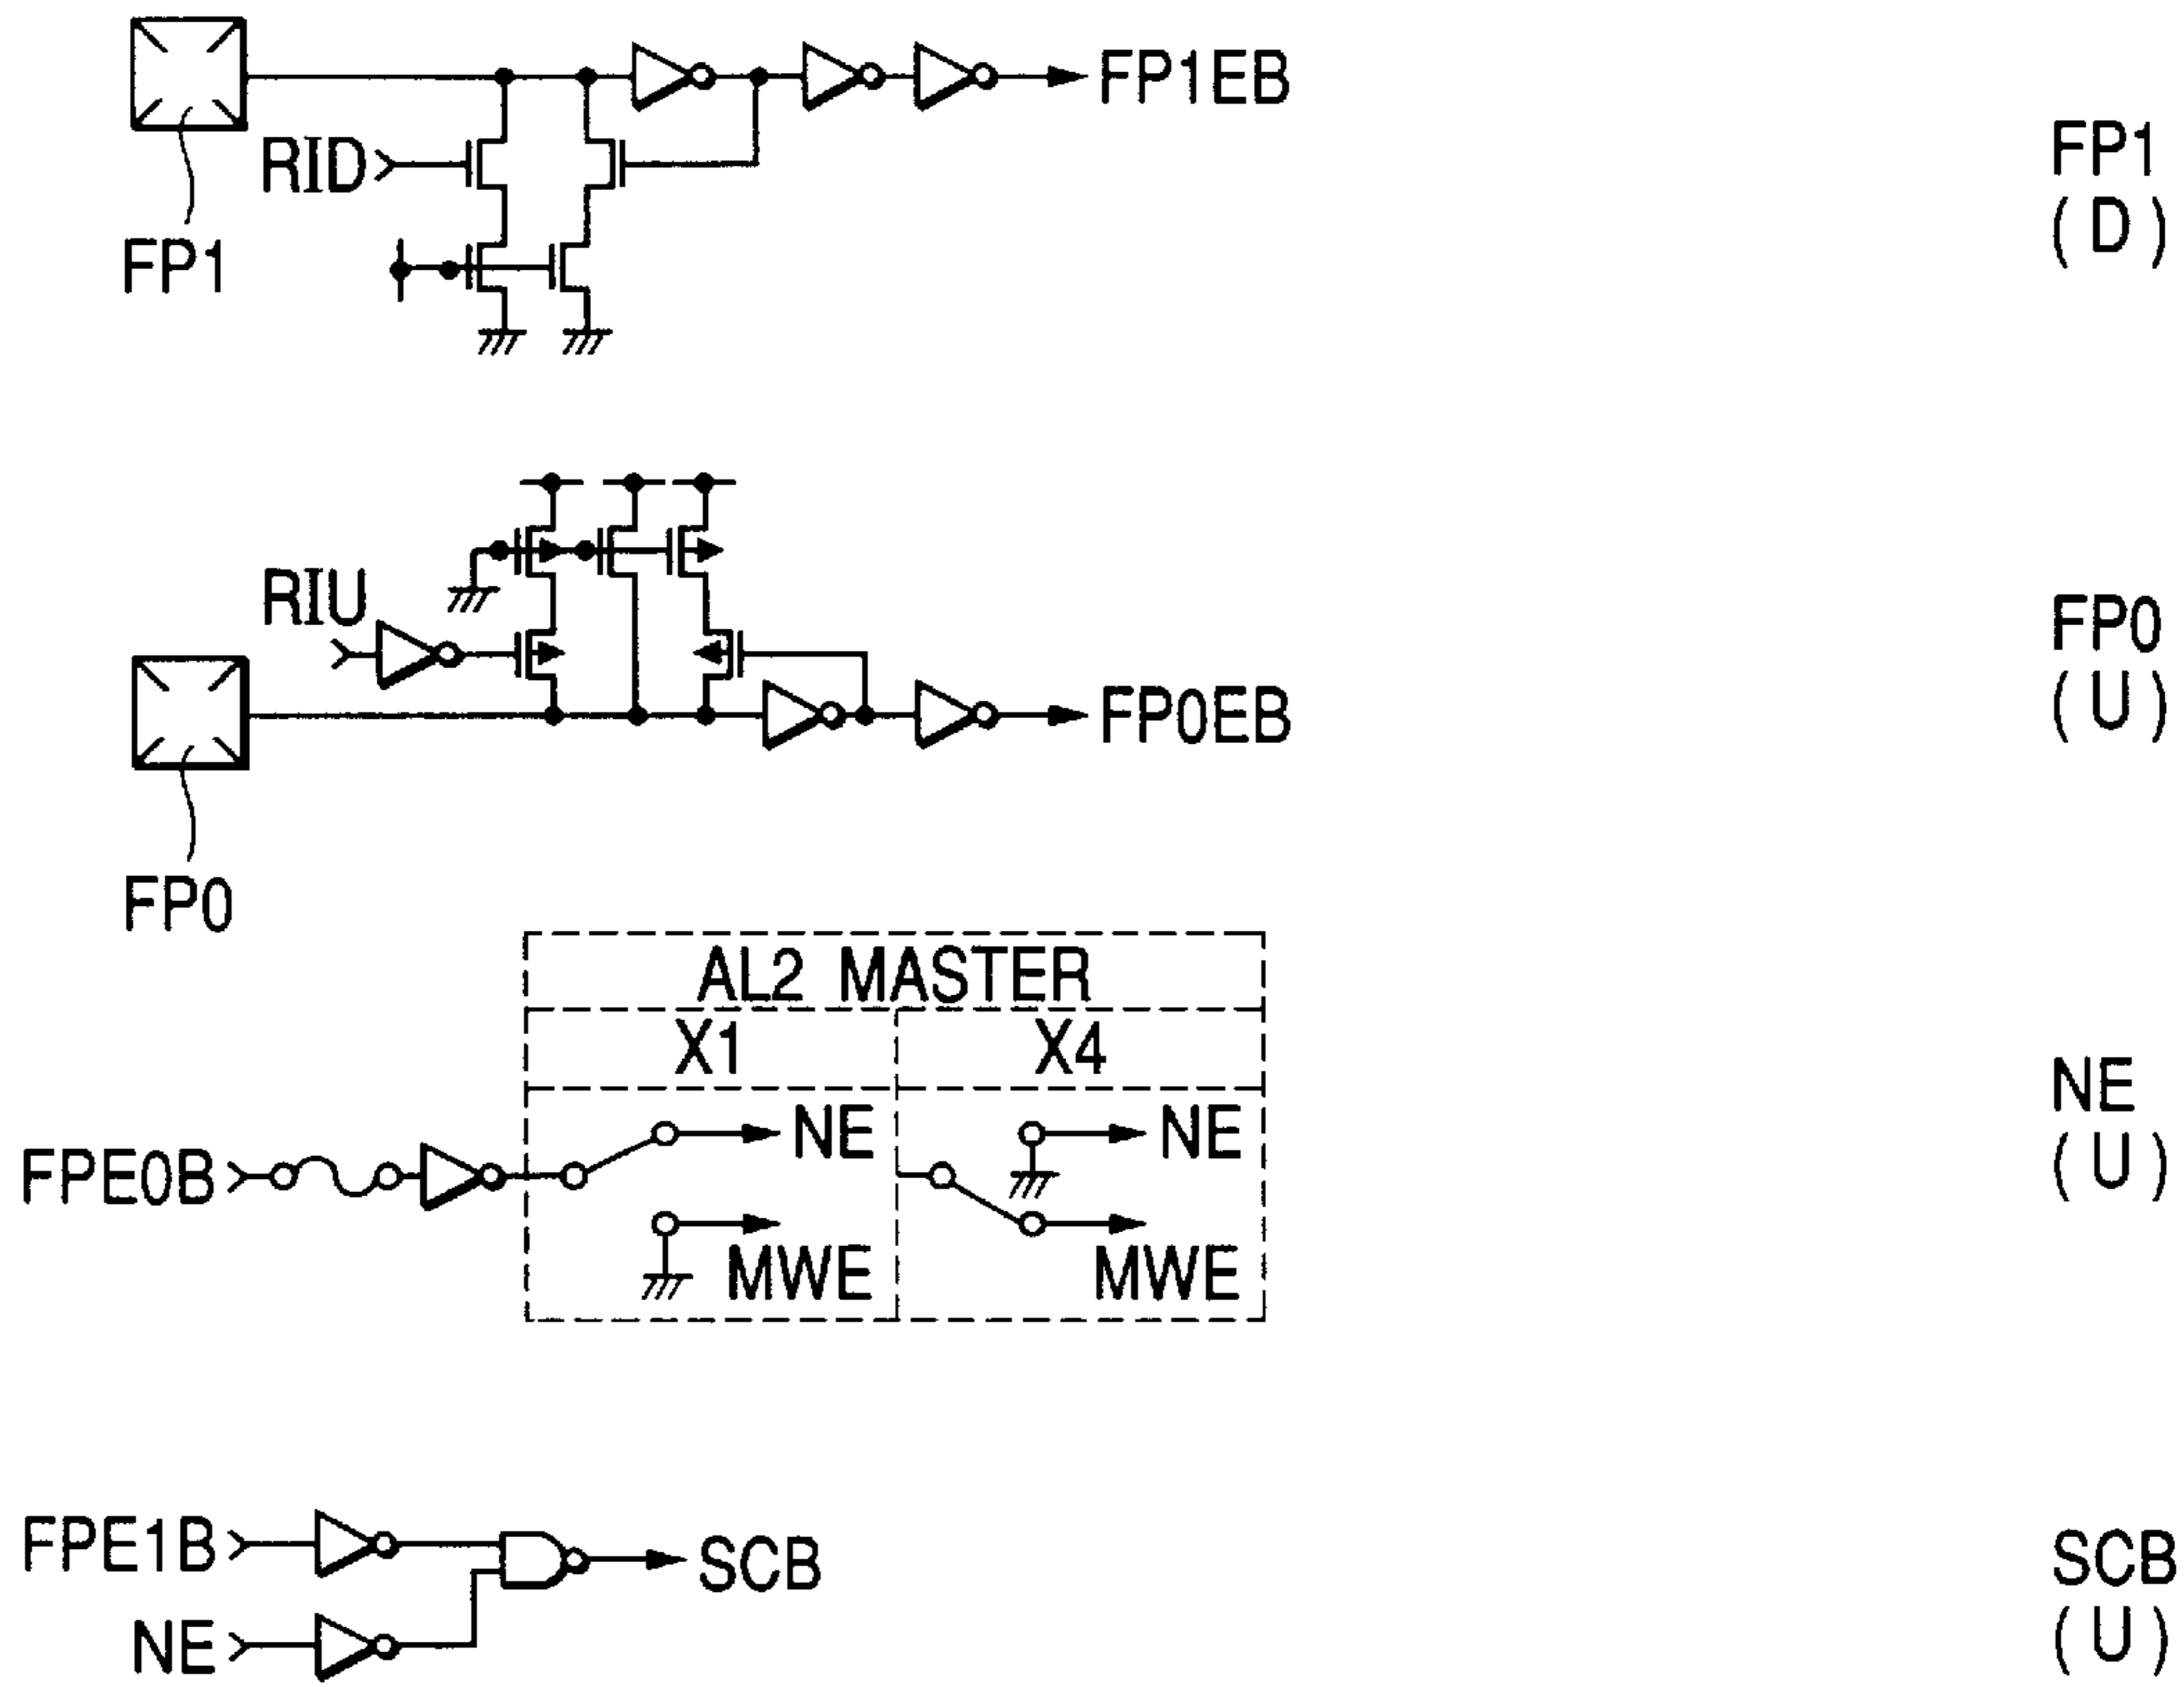 FP1EB
RID
FP1
FP1
(D)
RIU
FP0EB
FP0
FP0
(U)
AL2 MASTER
X1 X4
NE NE
FPE0B
MWE MWE
NE
(U)
FPE1B
SCB
NE
SCB
(U)